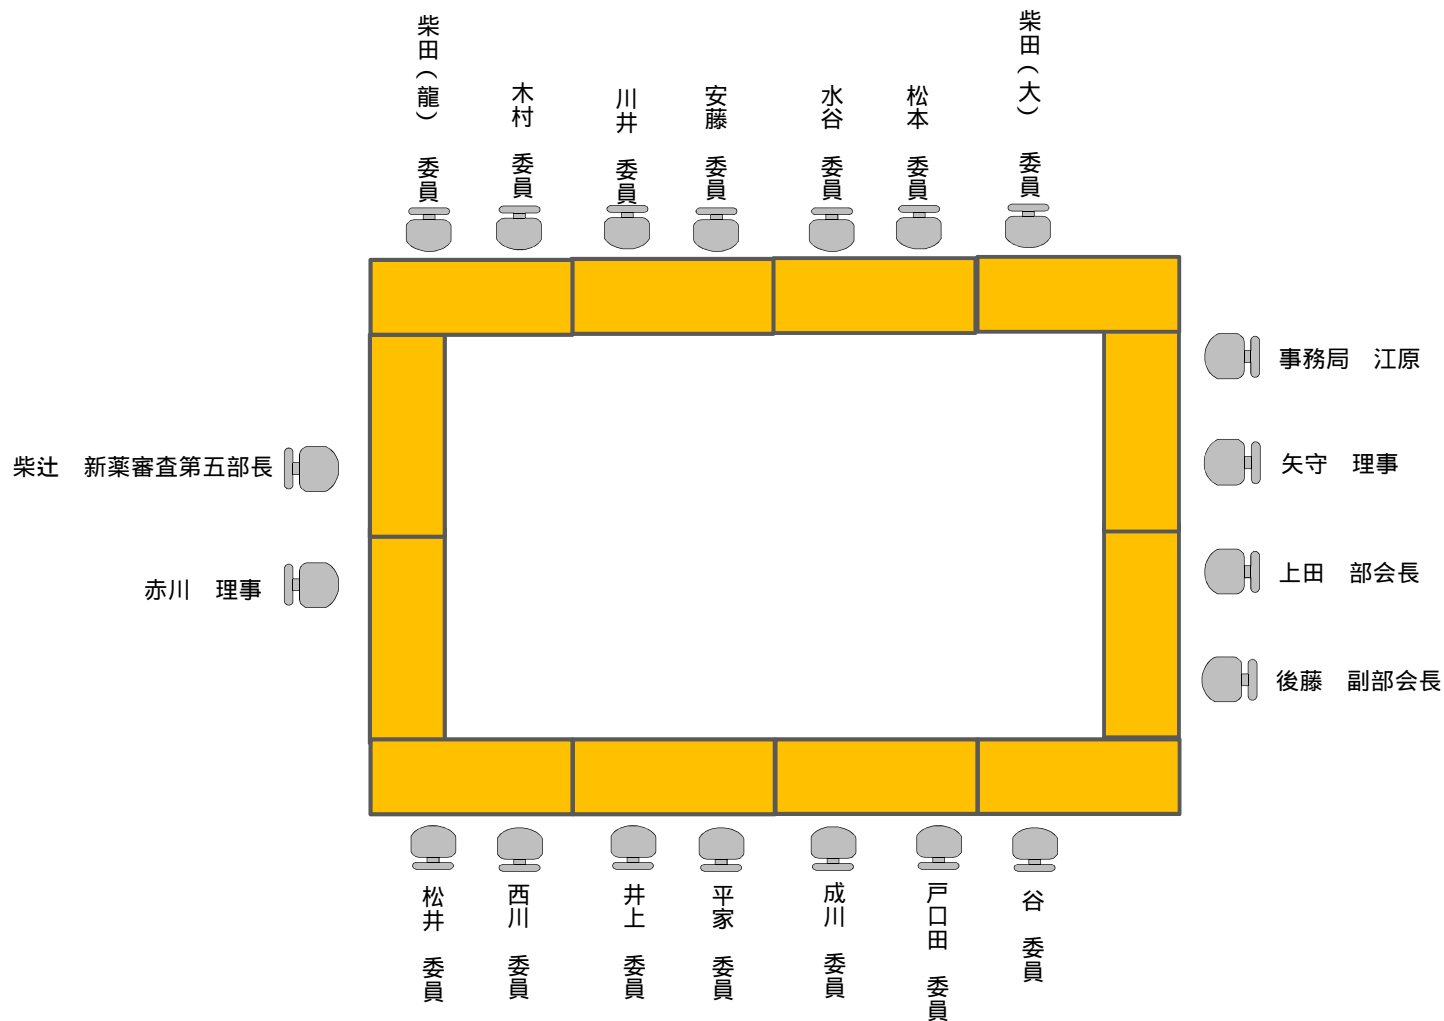 柴田(龍) 委員
木村 委員
川井 委員
安藤 委員
水谷 委員
松本 委員
柴田(大) 委員
事務局 江原
矢守 理事
上田 部会長
後藤 副部会長
柴辻 新薬審査第五部長
赤川 理事
松井 委員
西川 委員
井上 委員
平家 委員
成川 委員
戸口田 委員
谷 委員